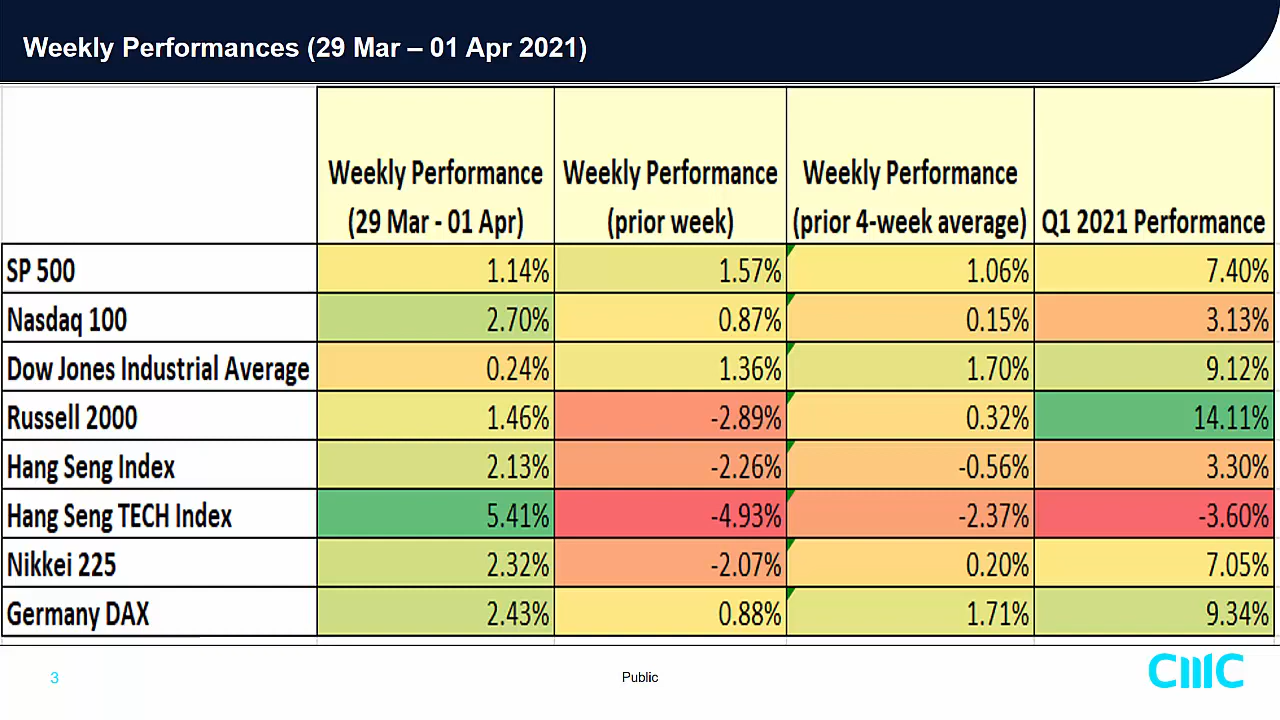 Weekly Performances (29 Mar – 01 Apr 2021)
Weekly Performance (29 Mar - 01 Apr) Weekly Performance (prior week) Weekly Performance (prior 4-week average) Q1 2021 Performance
SP 500 1.14% 1.57% 1.06% 7.40%
Nasdaq 100 2.70% 0.87% 0.15% 3.13%
Dow Jones Industrial Average 0.24% 1.36% 1.70% 9.12%
Russell 2000 1.46% -2.89% 0.32% 14.11%
Hang Seng Index 2.13% -2.26% -0.56% 3.30%
Hang Seng TECH Index 5.41% -4.93% -2.37% -3.60%
Nikkei 225 2.32% -2.07% 0.20% 7.05%
Germany DAX 2.43% 0.88% 1.71% 9.34%
3 Public CMC